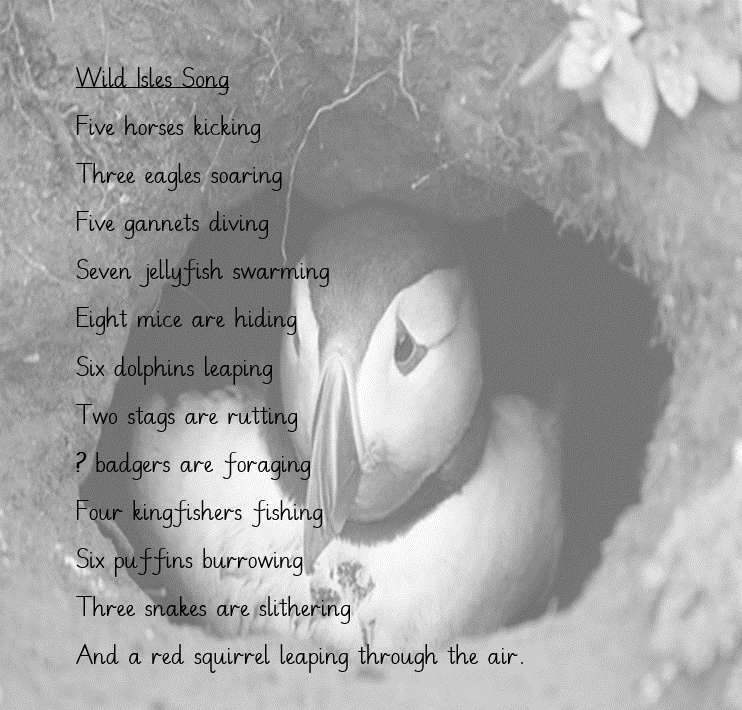 Wild Isles Song
Five horses kicking
Three eagles soaring
Five gannets diving
Seven jellyfish swarming
Eight mice are hiding
Six dolphins leaping
Two stags are rutting
? badgers are foraging
Four kingfishers fishing
Six puffins burrowing
Three snakes are slithering
And a red squirrel leaping through the air.